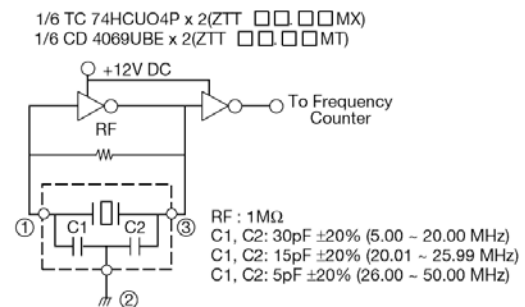 1/6 TC 74HCUO4P x 2(ZTT □□.□□MX)
1/6 CD 4069UBE x 2(ZTT □□.□□MT)
+12V DC
To Frequency
Counter
RF
① C1 C2 ③
②
RF : 1MΩ
C1, C2: 30pF ±20% (5.00 ~ 20.00 MHz)
C1, C2: 15pF ±20% (20.01 ~ 25.99 MHz)
C1, C2: 5pF ±20% (26.00 ~ 50.00 MHz)